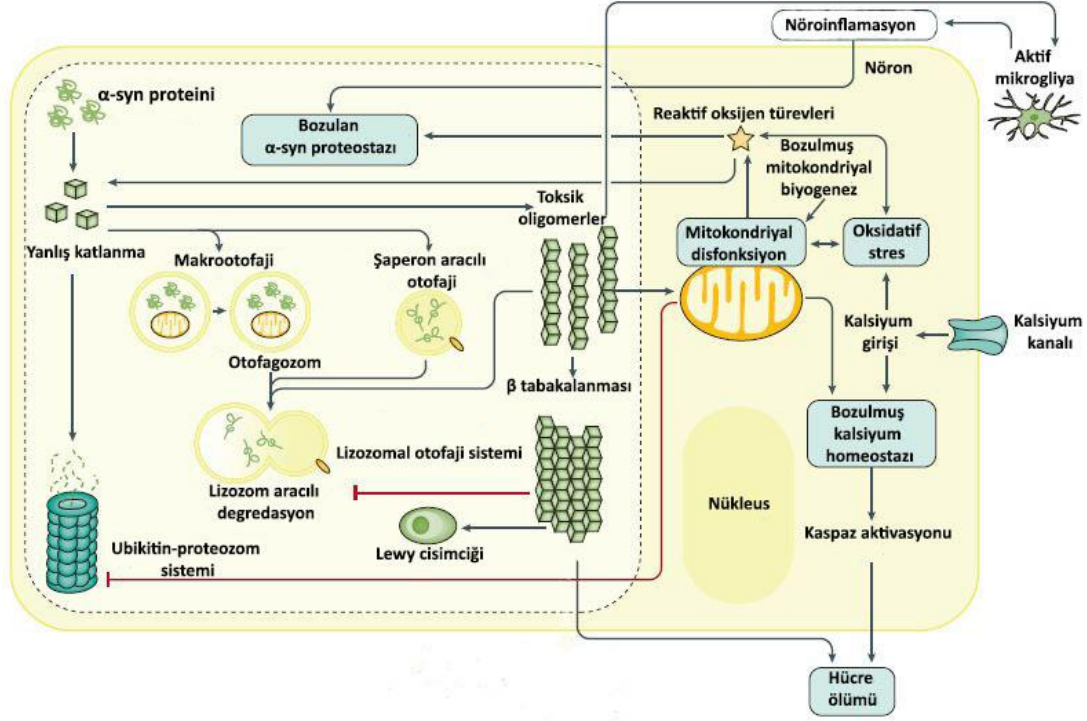 Nöroinflamasyon
Aktif
mikrogliya
Nöron
α-syn proteini
Bozulan
α-syn proteostazı
Reaktif oksijen türevleri
Bozulmuş
mitokondriyal
biyogenez
Toksik
oligomerler
Yanlış katlanma
Makrootofaji
Şaperon aracılı
otofaji
Mitokondriyal
disfonksiyon
Oksidatif
stres
Kalsiyum
girişi
Kalsiyum
kanalı
Otofagozom
β tabakalanması
Bozulmuş
kalsiyum
homeostazı
Lizozomal otofaji sistemi
Lizozom aracılı
degredasyon
Nükleus
Kaspaz aktivasyonu
Lewy cisimciği
Ubikitin-proteozom
sistemi
Hücre
ölümü